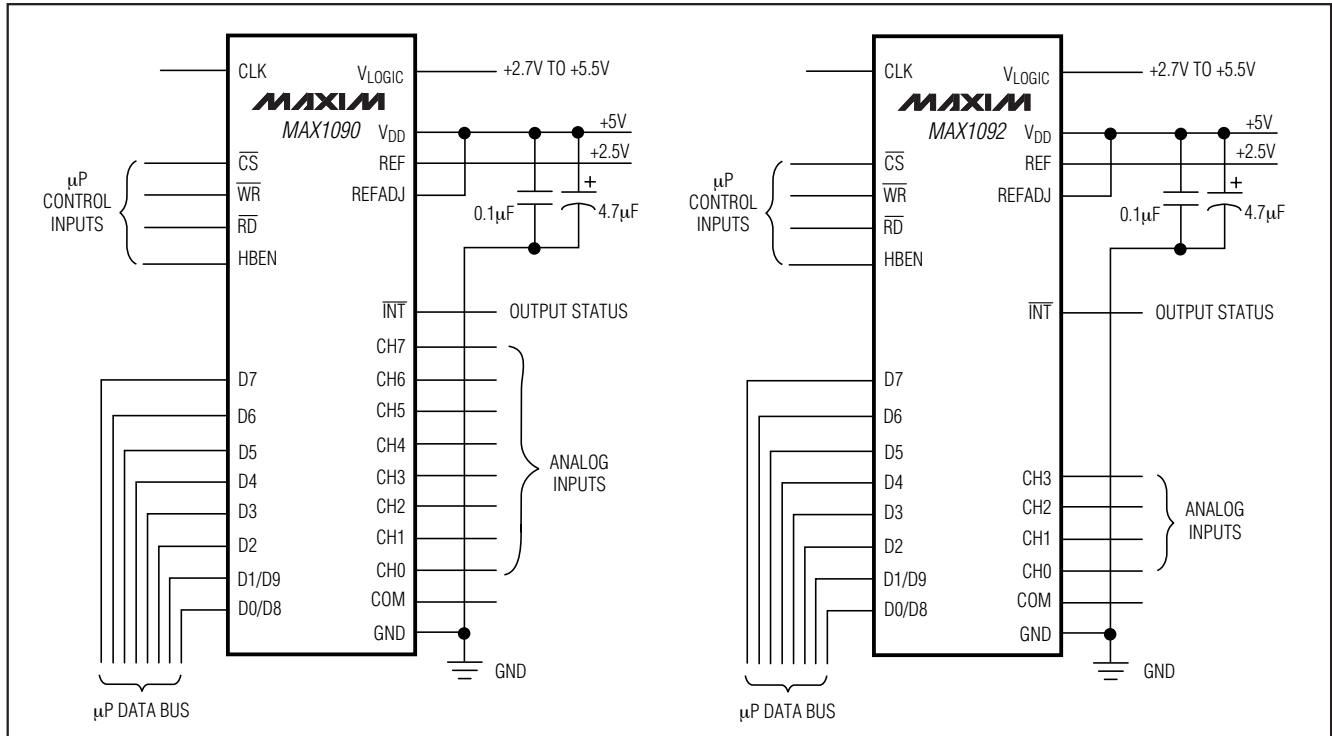 CLK
VLOGIC
+2.7V TO +5.5V
MAXIM
MAX1090
VDD
+5V
CS
REF
+2.5V
WR
REFADJ
+
µP
CONTROL
INPUTS
0.1µF
4.7µF
RD
HBEN
INT
OUTPUT STATUS
CH7
D7
CH6
D6
CH5
D5
CH4
ANALOG
INPUTS
D4
CH3
D3
CH2
D2
CH1
D1/D9
CH0
D0/D8
COM
GND
GND
µP DATA BUS
CLK
VLOGIC
+2.7V TO +5.5V
MAXIM
MAX1092
VDD
+5V
CS
REF
+2.5V
WR
REFADJ
+
µP
CONTROL
INPUTS
0.1µF
4.7µF
RD
HBEN
INT
OUTPUT STATUS
D7
D6
D5
D4
CH3
D3
CH2
ANALOG
INPUTS
D2
CH1
D1/D9
CH0
D0/D8
COM
GND
GND
µP DATA BUS